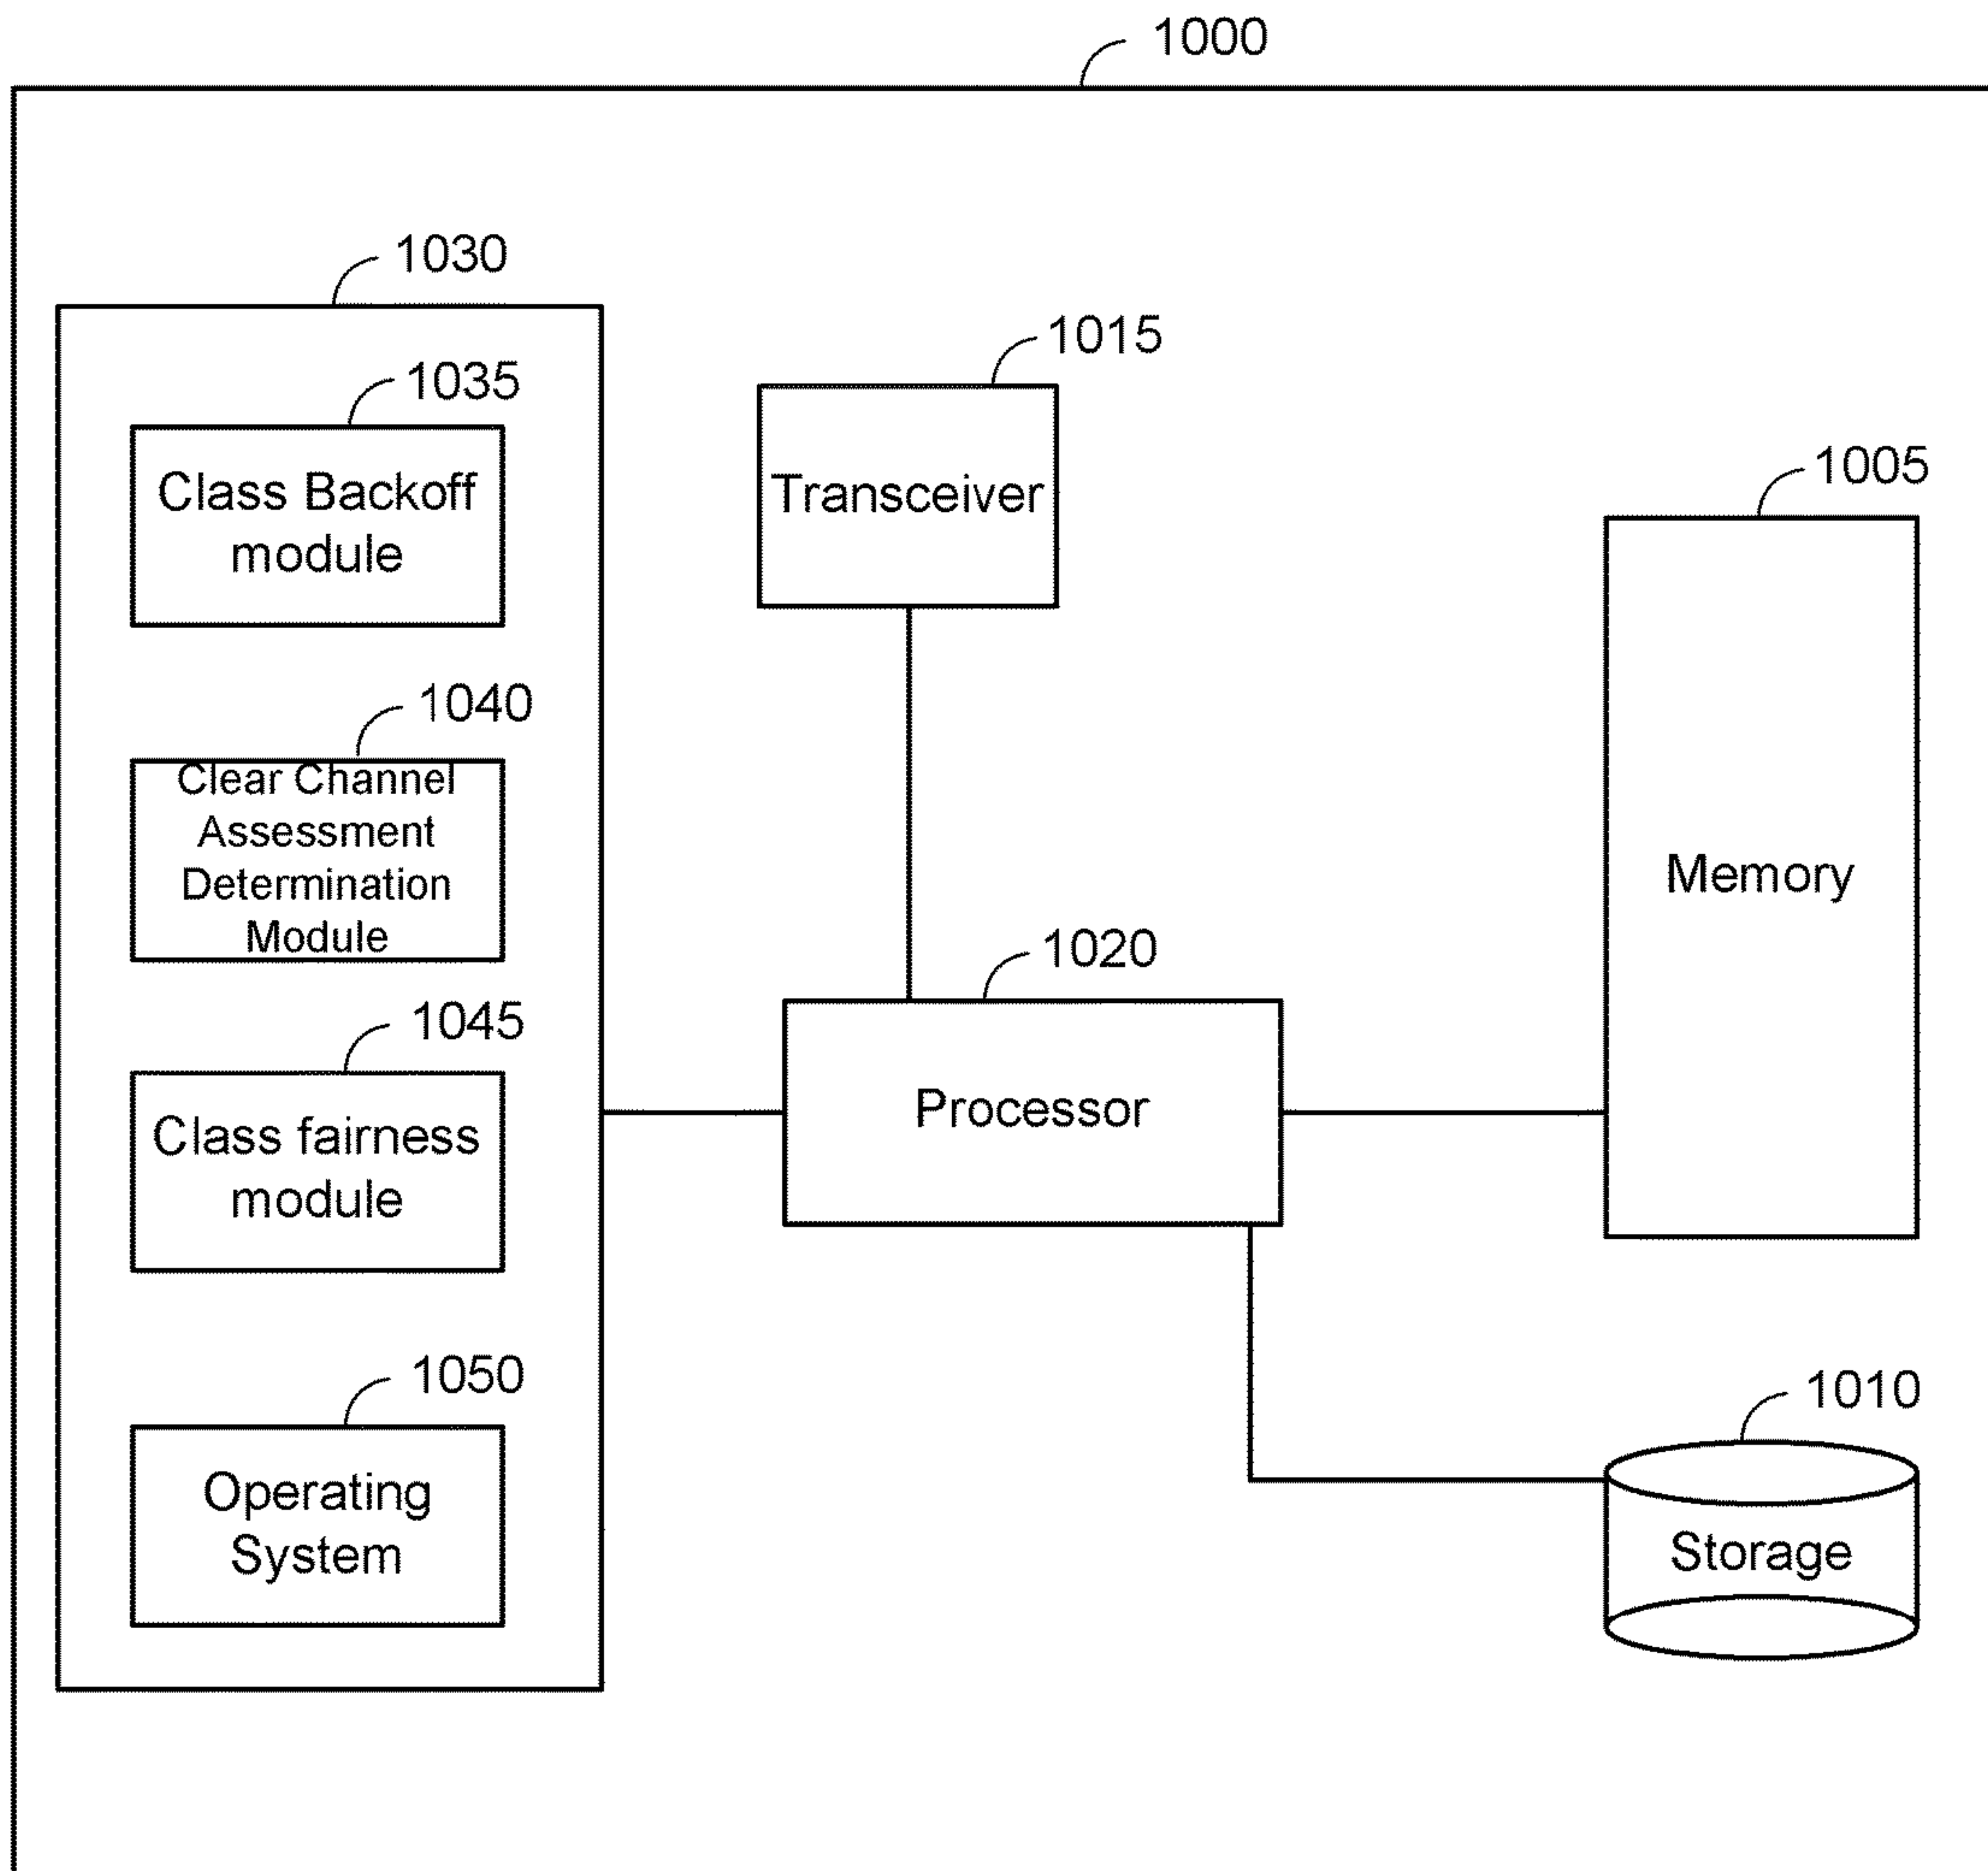 1000
1030
1035
Class Backoff
module
1040
Clear Channel
Assessment
Determination
Module
1045
Class fairness
module
1050
Operating
System
1015
Transceiver
1020
Processor
1005
Memory
1010
Storage